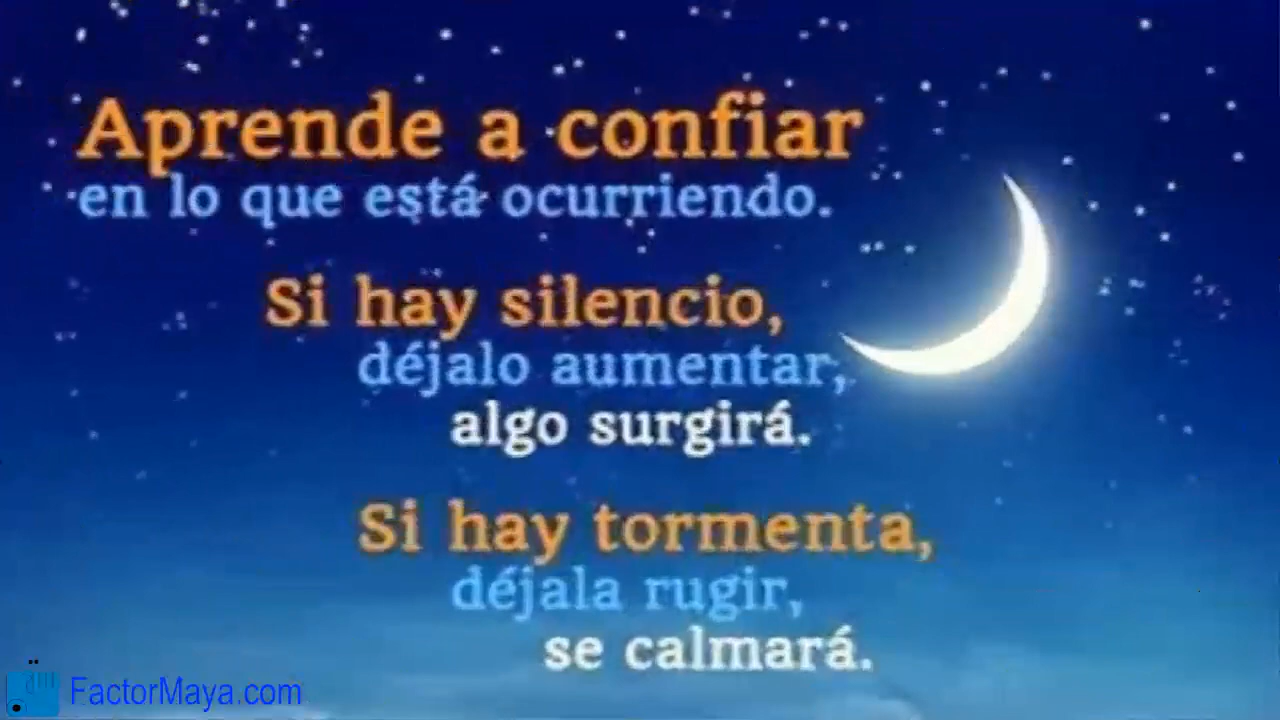 Aprende a confiar
en lo que está ocurriendo.
Si hay silencio,
déjalo aumentar,
algo surgirá.
Si hay tormenta,
déjala rugir,
se calmará.
FactorMaya.com